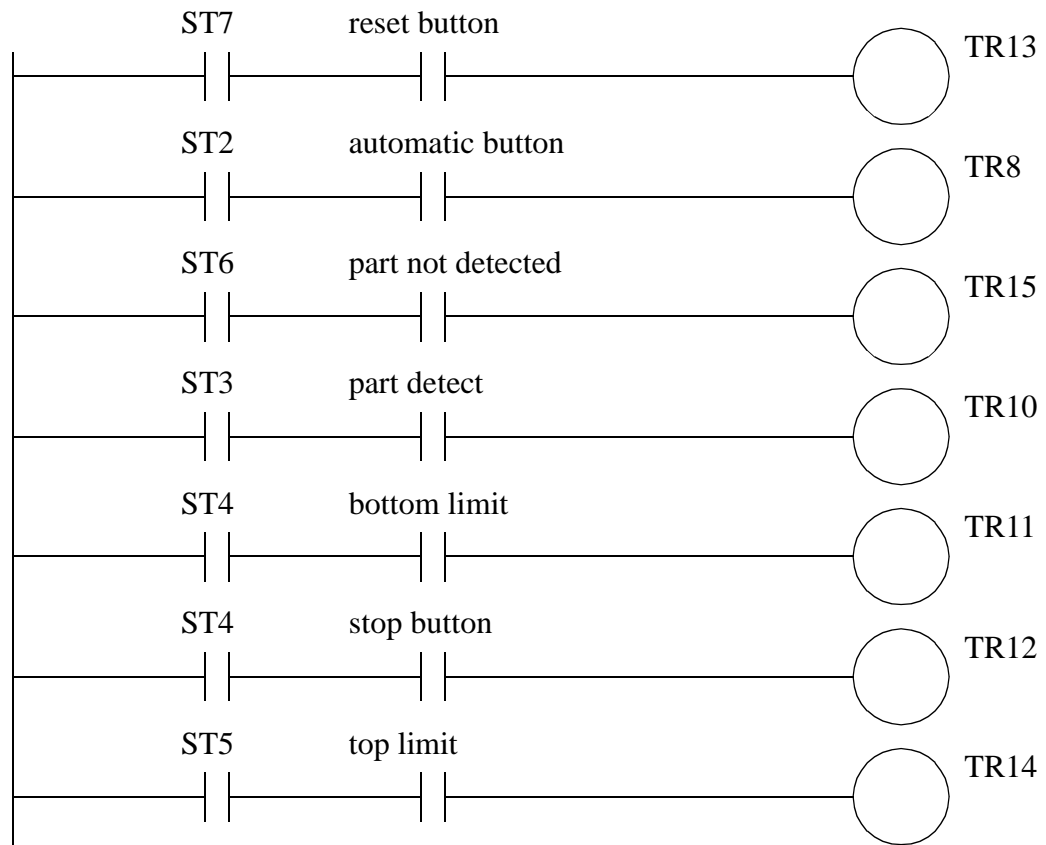 ST7 reset button TR13
ST2 automatic button TR8
ST6 part not detected TR15
ST3 part detect TR10
ST4 bottom limit TR11
ST4 stop button TR12
ST5 top limit TR14